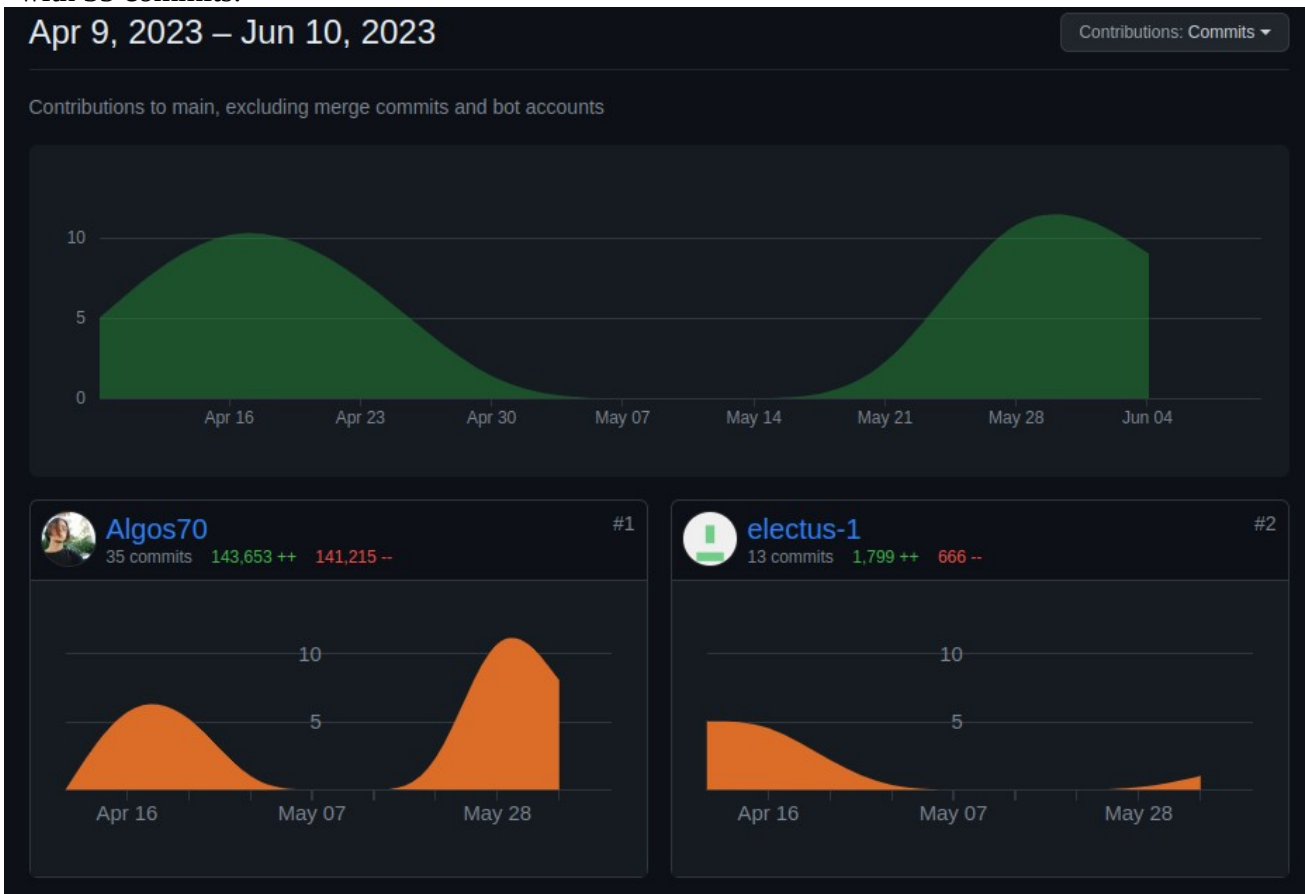 with 35 commits.
Apr 9, 2023 – Jun 10, 2023
Contributions: Commits
Contributions to main, excluding merge commits and bot accounts
10
5
0
Apr 16 Apr 23 Apr 30 May 07 May 14 May 21 May 28 Jun 04
Algos70 #1
35 commits 143,653 ++ 141,215 --
10
5
Apr 16 May 07 May 28
electus-1 #2
13 commits 1,799 ++ 666 --
10
5
Apr 16 May 07 May 28